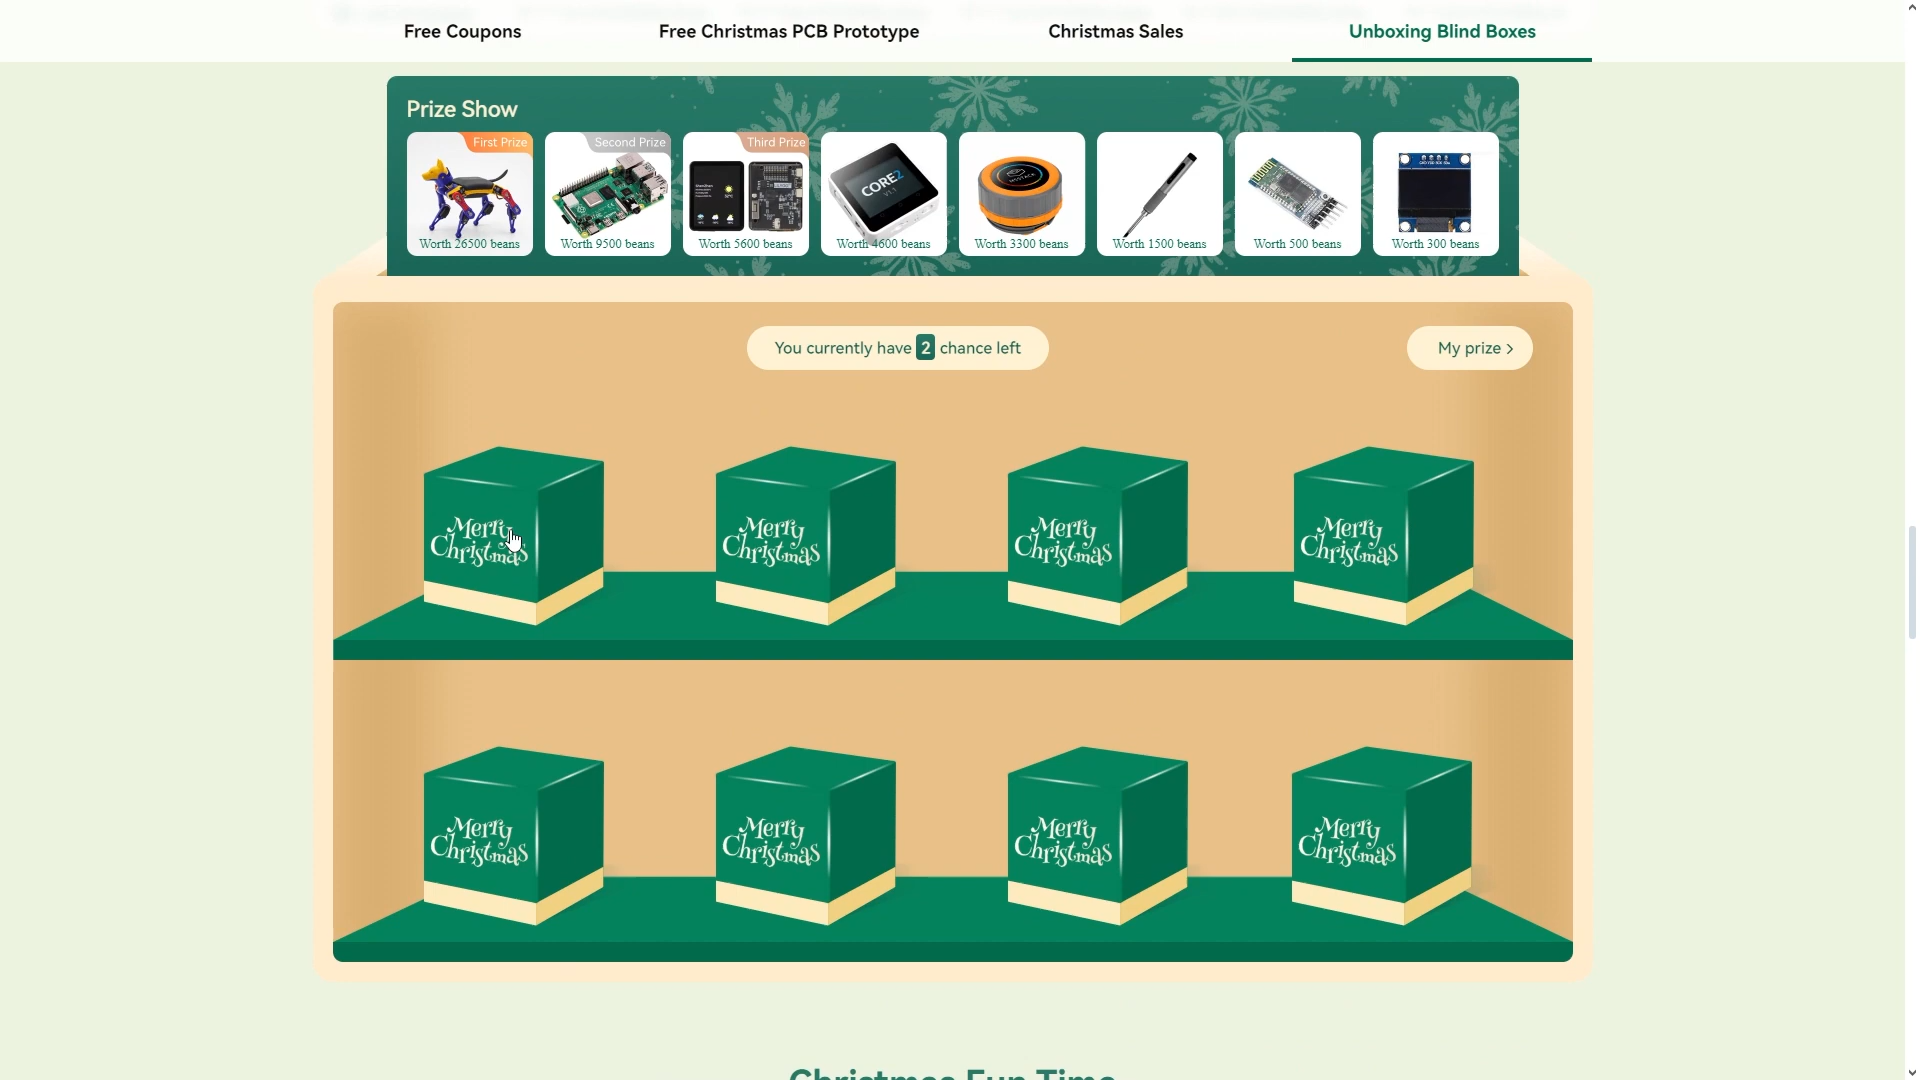 Free Coupons
Free Christmas PCB Prototype
Christmas Sales
Unboxing Blind Boxes
Prize Show
First Prize
Second Prize
Third Prize
CORE2
M5STACK
Worth 26500 beans
Worth 9500 beans
Worth 5600 beans
Worth 4600 beans
Worth 3300 beans
Worth 1500 beans
Worth 500 beans
Worth 300 beans
You currently have 2 chance left
My prize >
Merry
Christmas
Merry
Christmas
Merry
Christmas
Merry
Christmas
Merry
Christmas
Merry
Christmas
Merry
Christmas
Merry
Christmas
Christmas Fun Time